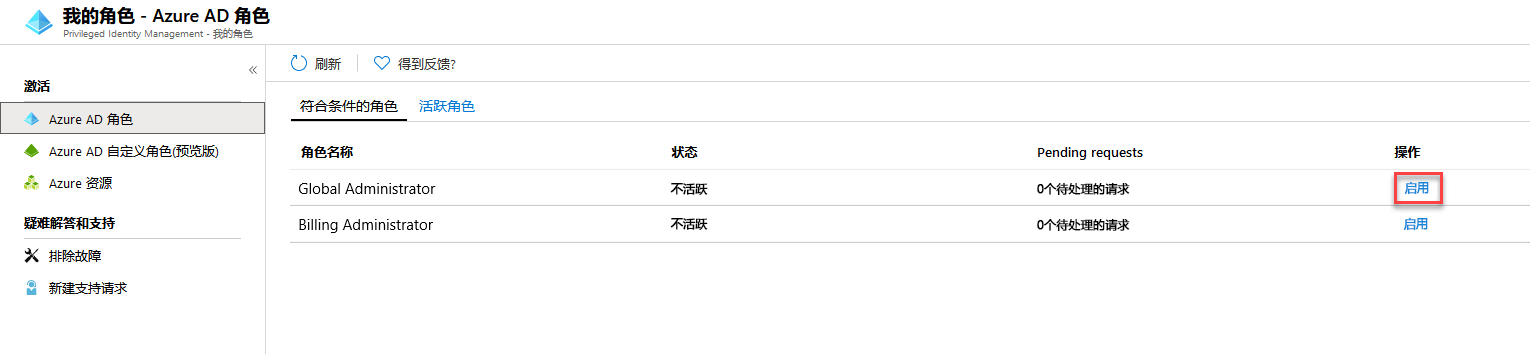 我的角色 - Azure AD 角色
Privileged Identity Management - 我的角色
«
激活
Azure AD 角色
Azure AD 自定义角色(预览版)
Azure 资源
疑难解答和支持
排除故障
新建支持请求
刷新 得到反馈?
符合条件的角色 活跃角色
角色名称 状态 Pending requests 操作
Global Administrator 不活跃 0个待处理的请求 启用
Billing Administrator 不活跃 0个待处理的请求 启用